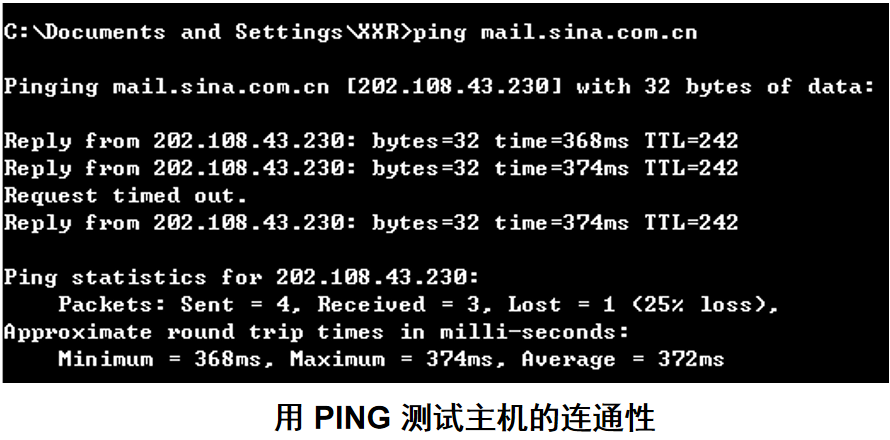 C:\Documents and Settings\XXR>ping mail.sina.com.cn
Pinging mail.sina.com.cn [202.108.43.230] with 32 bytes of data:
Reply from 202.108.43.230: bytes=32 time=368ms TTL=242
Reply from 202.108.43.230: bytes=32 time=374ms TTL=242
Request timed out.
Reply from 202.108.43.230: bytes=32 time=374ms TTL=242
Ping statistics for 202.108.43.230:
    Packets: Sent = 4, Received = 3, Lost = 1 (25% loss),
Approximate round trip times in milli-seconds:
    Minimum = 368ms, Maximum = 374ms, Average = 372ms
用 PING 测试主机的连通性